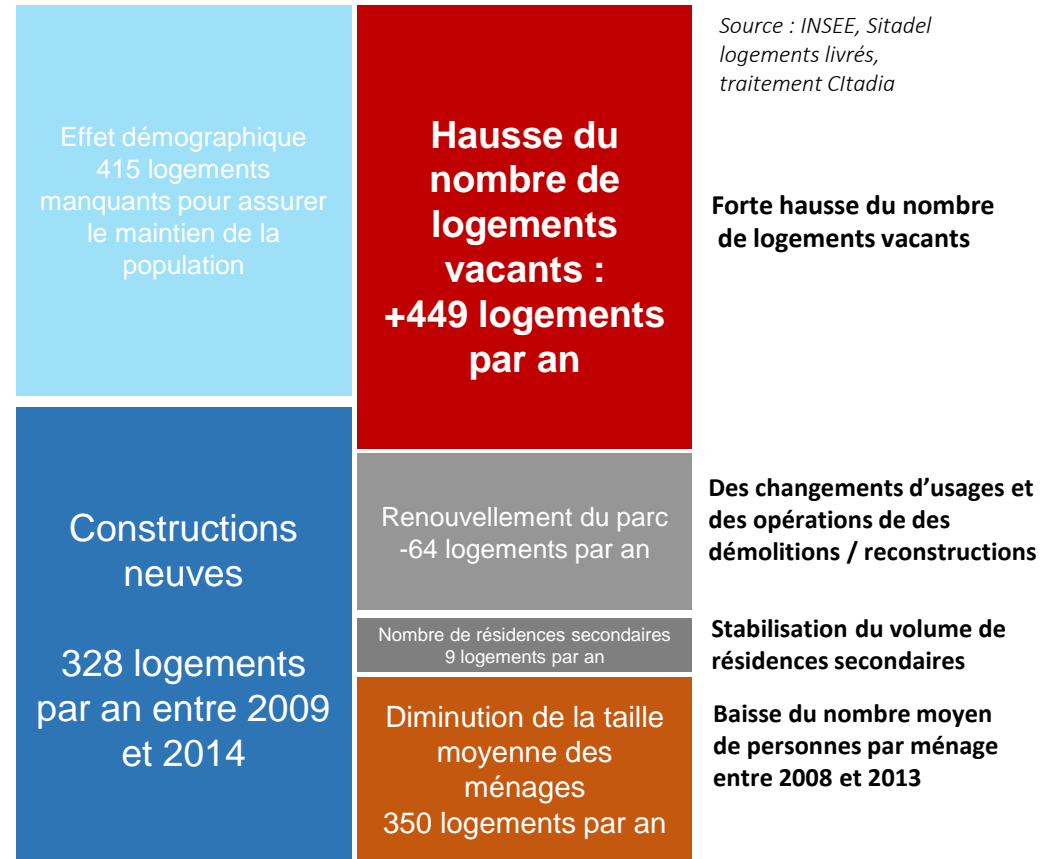 Source : INSEE, Sitadel
logements livrés,
traitement CItadia
Effet démographique
415 logements
manquants pour assurer
le maintien de la
population
Hausse du
nombre de
logements
vacants :
+449 logements
par an
Forte hausse du nombre
de logements vacants
Constructions
neuves
328 logements
par an entre 2009
et 2014
Renouvellement du parc
-64 logements par an
Des changements d’usages et
des opérations de des
démolitions / reconstructions
Nombre de résidences secondaires
9 logements par an
Stabilisation du volume de
résidences secondaires
Diminution de la taille
moyenne des
ménages
350 logements par an
Baisse du nombre moyen
de personnes par ménage
entre 2008 et 2013